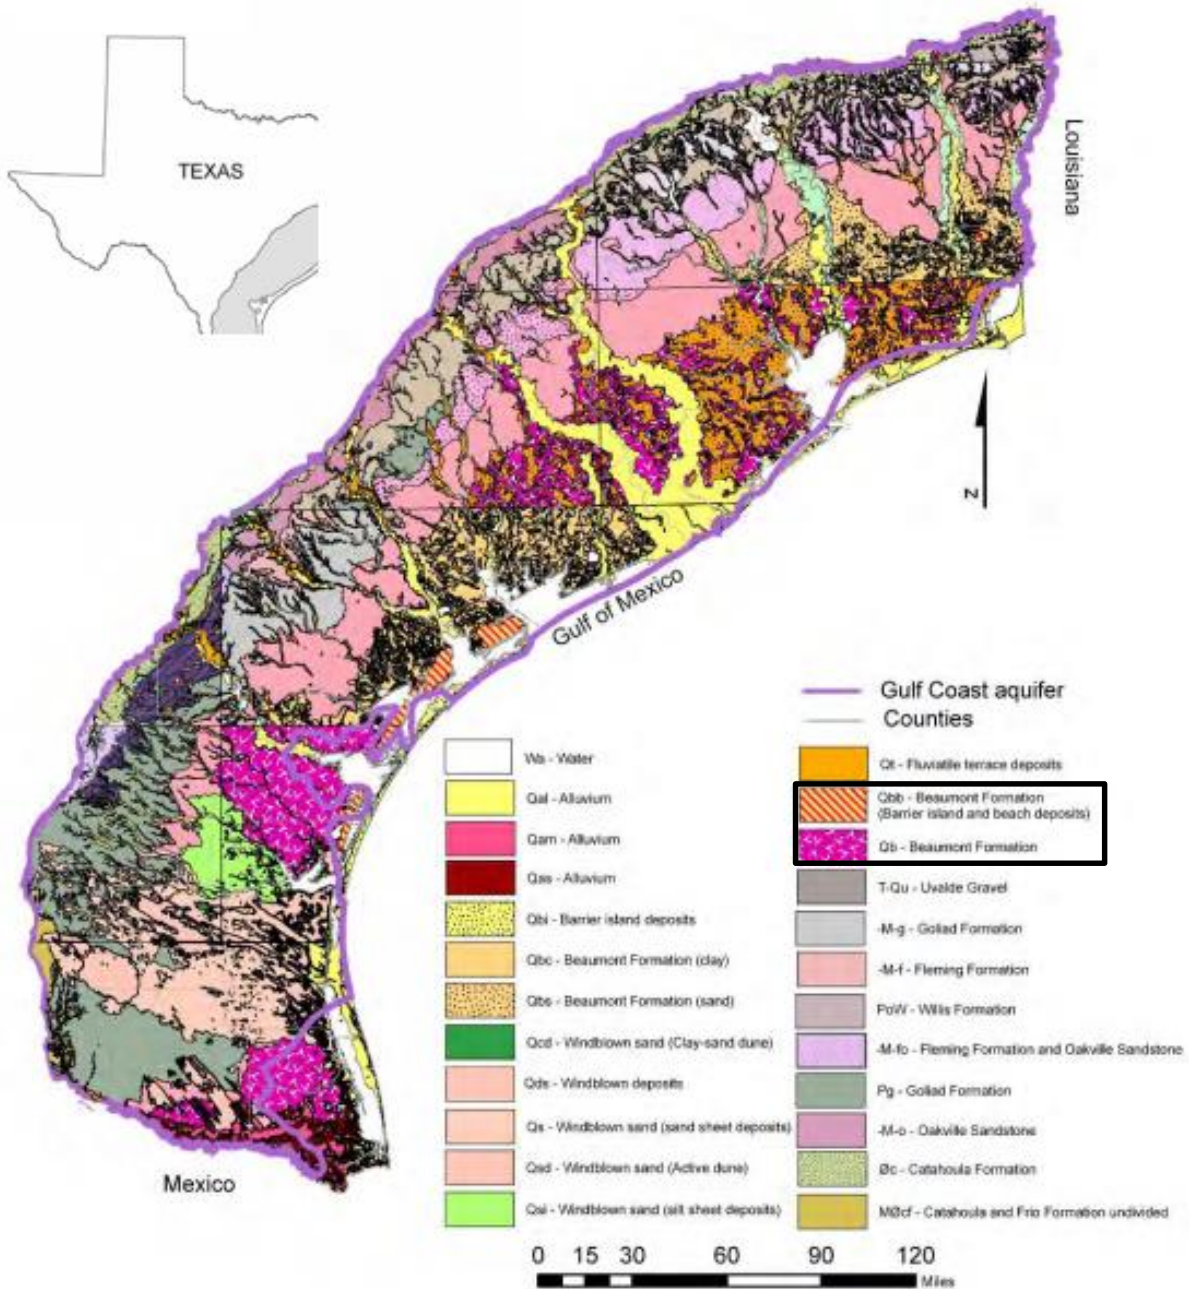 TEXAS
Louisiana
N
Gulf of Mexico
Mexico
Gulf Coast aquifer
Counties
Wa - Water
Qal - Alluvium
Qam - Alluvium
Qas - Alluvium
Qbi - Barrier island deposits
Qbc - Beaumont Formation (clay)
Qbs - Beaumont Formation (sand)
Qcd - Windblown sand (Clay-sand dune)
Qds - Windblown deposits
Qs - Windblown sand (sand sheet deposits)
Qsd - Windblown sand (Active dune)
Qsi - Windblown sand (silt sheet deposits)
Qt - Fluviatile terrace deposits
Qbb - Beaumont Formation
(Barrier island and beach deposits)
Qb - Beaumont Formation
T-Qu - Uvalde Gravel
-M-g - Goliad Formation
-M-f - Fleming Formation
PoW - Willis Formation
-M-fo - Fleming Formation and Oakville Sandstone
Pg - Goliad Formation
-M-o - Oakville Sandstone
Øc - Catahoula Formation
MØcf - Catahoula and Frio Formation undivided
0 15 30 60 90 120
Miles